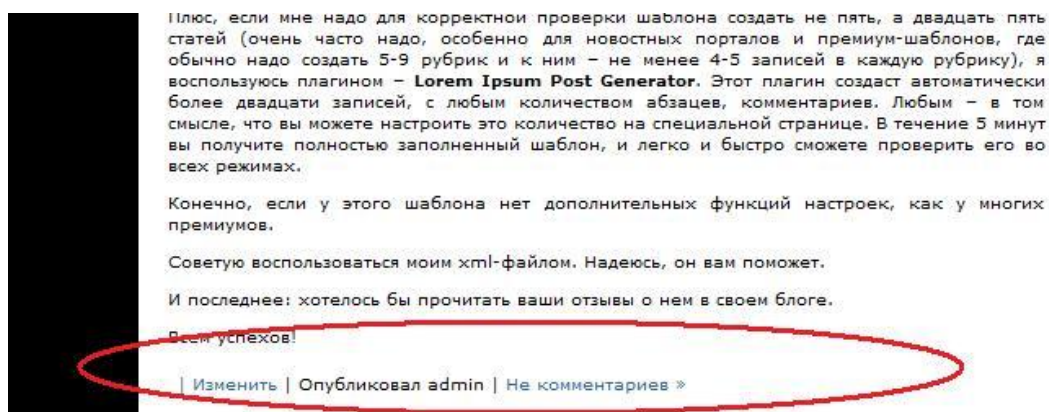 Плюс, если мне надо для корректной проверки шаблона создать не пять, а двадцать пять
статей (очень часто надо, особенно для новостных порталов и премиум-шаблонов, где
обычно надо создать 5-9 рубрик и к ним – не менее 4-5 записей в каждую рубрику), я
воспользуюсь плагином – Lorem Ipsum Post Generator. Этот плагин создаст автоматически
более двадцати записей, с любым количеством абзацев, комментариев. Любым – в том
смысле, что вы можете настроить это количество на специальной странице. В течение 5 минут
вы получите полностью заполненный шаблон, и легко и быстро сможете проверить его во
всех режимах.
Конечно, если у этого шаблона нет дополнительных функций настроек, как у многих
премиумов.
Советую воспользоваться моим xml-файлом. Надеюсь, он вам поможет.
И последнее: хотелось бы прочитать ваши отзывы о нем в своем блоге.
Всем успехов!
| Изменить | Опубликовал admin | Не комментариев »